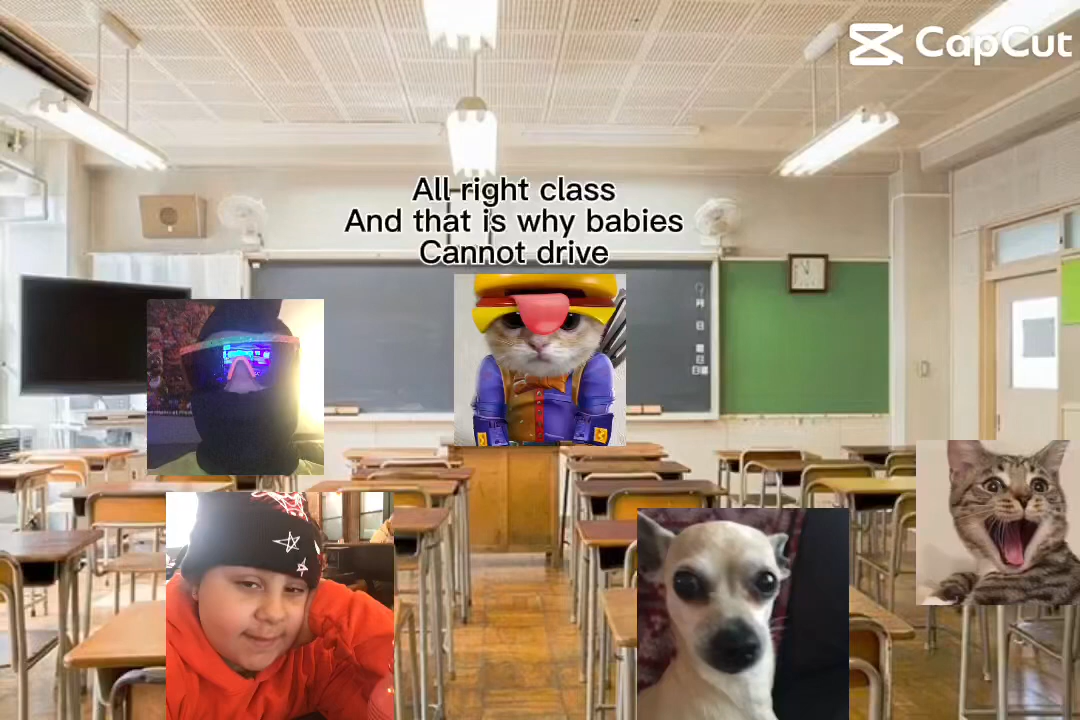 CapCut
All right class
And that is why babies
Cannot drive